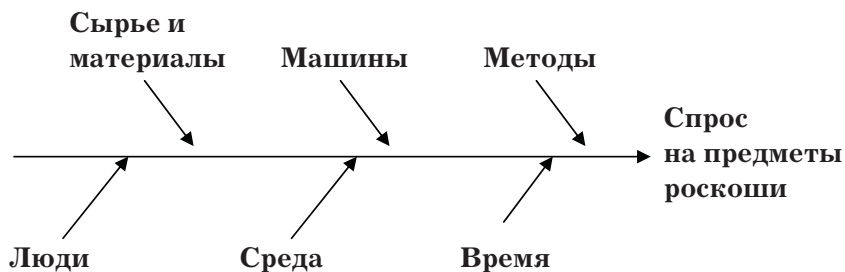 Сырье и
материалы
Машины
Методы
Спрос
на предметы
роскоши
Люди
Среда
Время